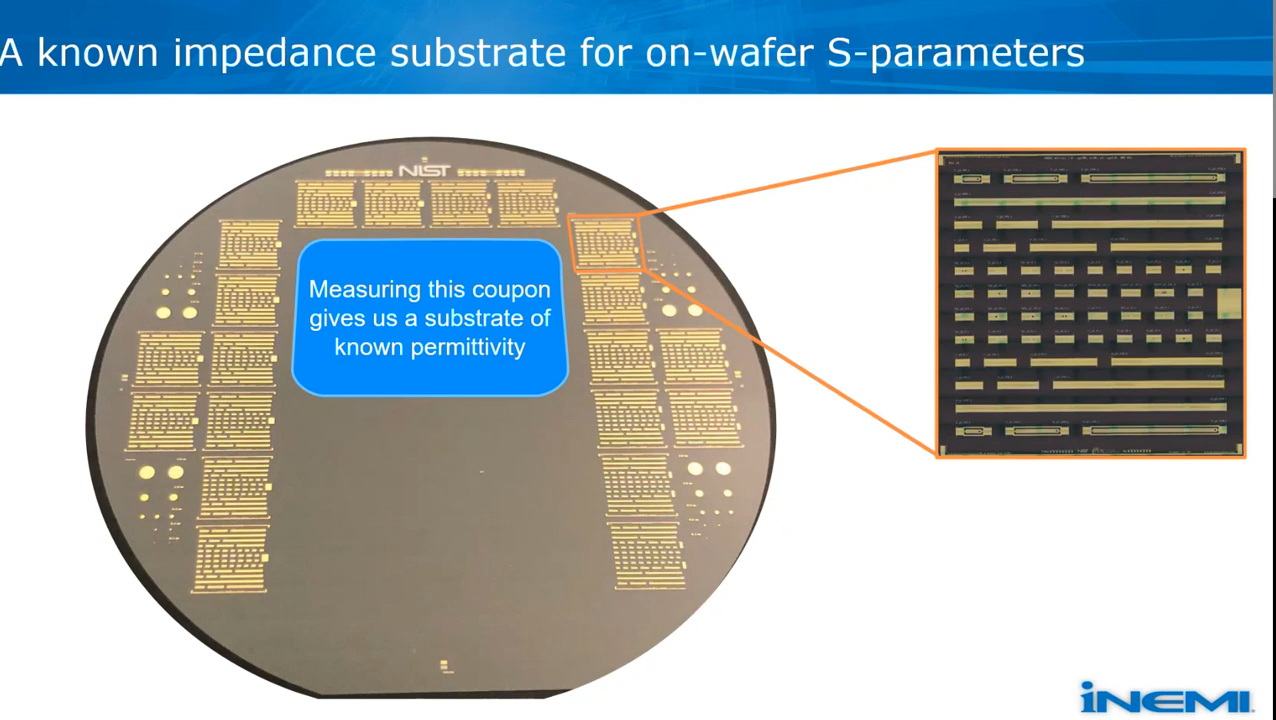 A known impedance substrate for on-wafer S-parameters
NIST
Measuring this coupon
gives us a substrate of
known permittivity
iNEMI